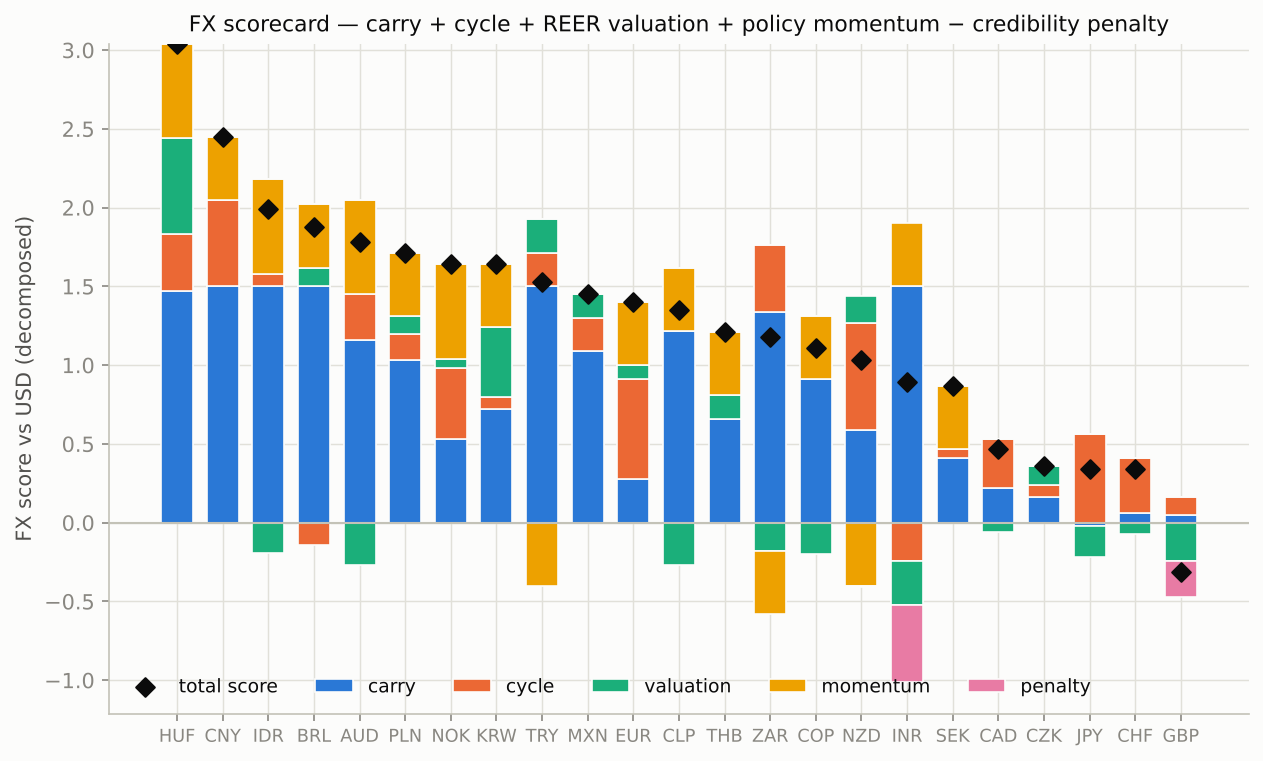 FX scorecard — carry + cycle + REER valuation + policy momentum − credibility penalty
FX score vs USD (decomposed)
3.0
2.5
2.0
1.5
1.0
0.5
0.0
−0.5
−1.0
total score carry cycle valuation momentum penalty
HUF CNY IDR BRL AUD PLN NOK KRW TRY MXN EUR CLP THB ZAR COP NZD INR SEK CAD CZK JPY CHF GBP